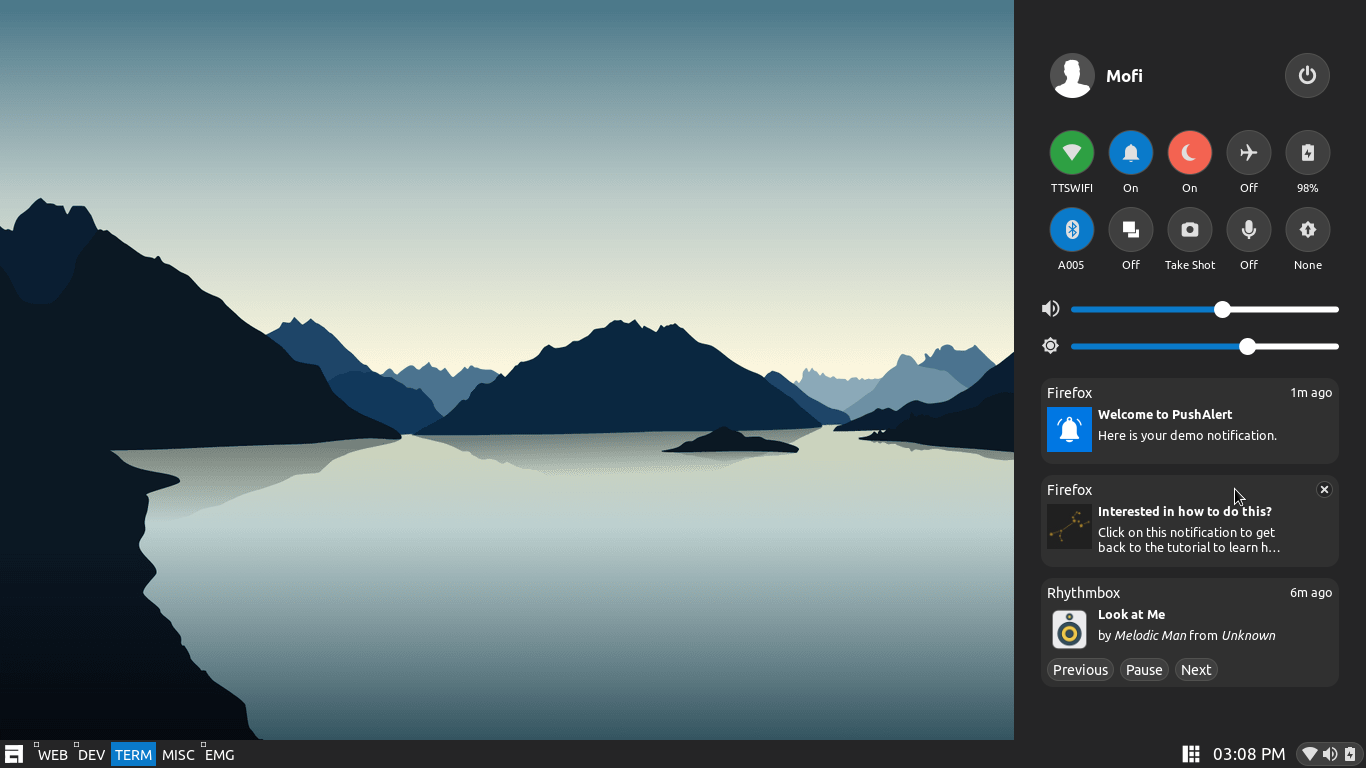 Mofi
TTSWIFI On On Off 98%
A005 Off Take Shot Off None
Firefox 1m ago
Welcome to PushAlert
Here is your demo notification.
Firefox
Interested in how to do this?
Click on this notification to get
back to the tutorial to learn h...
Rhythmbox 6m ago
Look at Me
by Melodic Man from Unknown
Previous Pause Next
WEB DEV TERM MISC EMG 03:08 PM